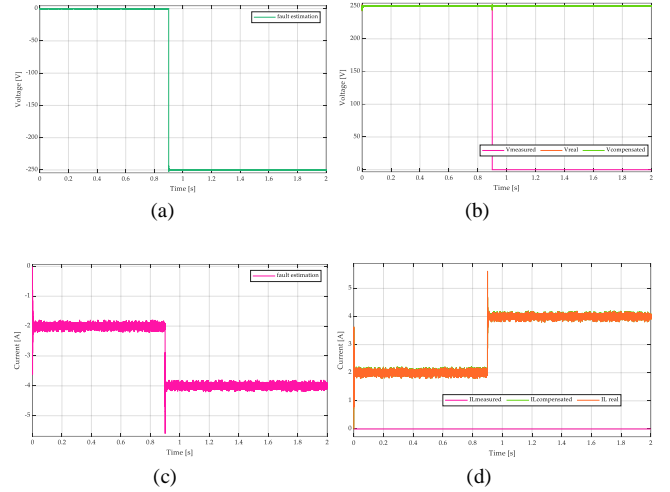 0
-50
-100
-150
-200
-250
Voltage [V]
fault estimation
0 0.2 0.4 0.6 0.8 1 1.2 1.4 1.6 1.8 2
Time [s]
(a)
250
200
150
100
50
0
Voltage [V]
Vmeasured Vreal Vcompensated
0 0.2 0.4 0.6 0.8 1 1.2 1.4 1.6 1.8 2
Time [s]
(b)
0
-1
-2
-3
-4
-5
Current [A]
fault estimation
0 0.2 0.4 0.6 0.8 1 1.2 1.4 1.6 1.8 2
Time [s]
(c)
5
4
3
2
1
0
Current [A]
IL.measured IL.compensated IL real
0 0.2 0.4 0.6 0.8 1 1.2 1.4 1.6 1.8 2
Time [s]
(d)